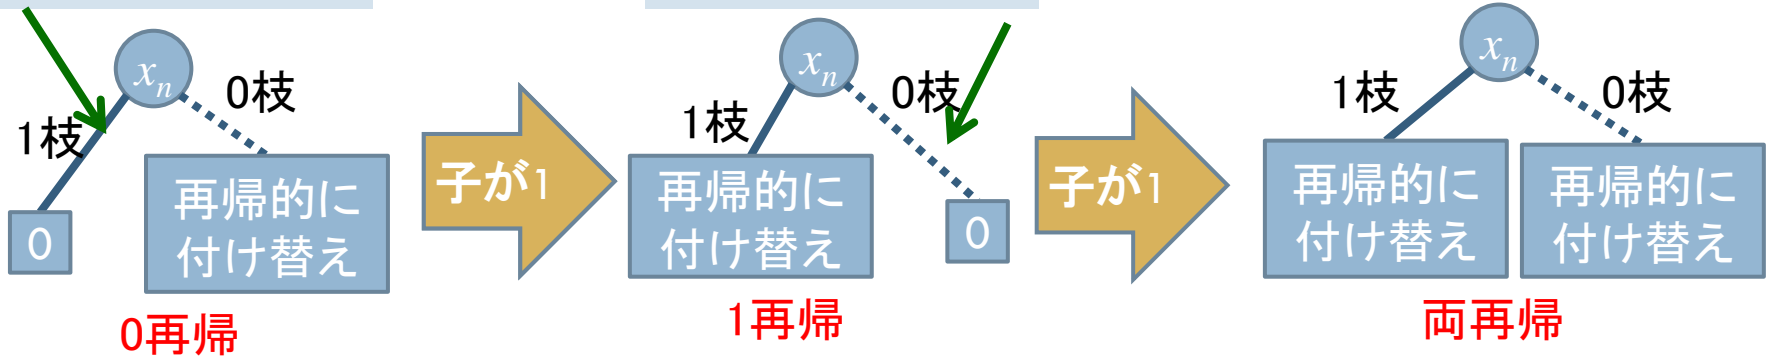 x_n
1枝
0枝
0
再帰的に
付け替え
0再帰
子が1
x_n
1枝
0枝
再帰的に
付け替え
0
1再帰
子が1
x_n
1枝
0枝
再帰的に
付け替え
再帰的に
付け替え
両再帰